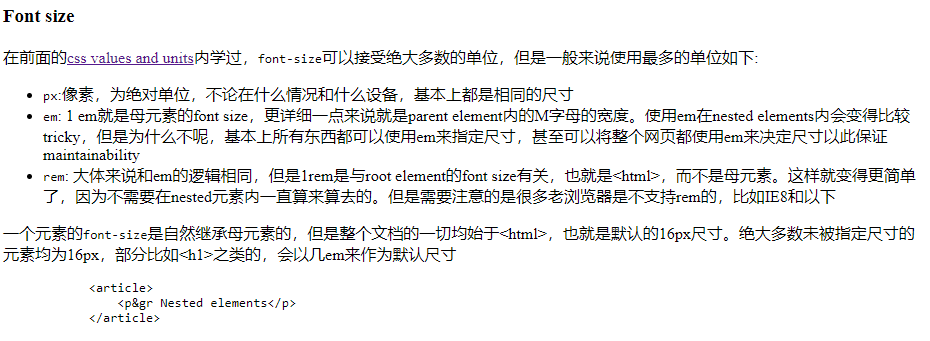 Font size
在前面的css values and units内学过，font-size可以接受绝大多数的单位，但是一般来说使用最多的单位如下:
px:像素，为绝对单位，不论在什么情况和什么设备，基本上都是相同的尺寸
em: 1 em就是母元素的font size，更详细一点来说就是parent element内的M字母的宽度。使用em在nested elements内会变得比较
tricky，但是为什么不呢，基本上所有东西都可以使用em来指定尺寸，甚至可以将整个网页都使用em来决定尺寸以此保证
maintainability
rem: 大体来说和em的逻辑相同，但是1rem是与root element的font size有关，也就是<html>，而不是母元素。这样就变得更简单
了，因为不需要在nested元素内一直算来算去的。但是需要注意的是很多老浏览器是不支持rem的，比如IE8和以下
一个元素的font-size是自然继承母元素的，但是整个文档的一切均始于<html>，也就是默认的16px尺寸。绝大多数未被指定尺寸的
元素均为16px，部分比如<h1>之类的，会以几em来作为默认尺寸
<article>
<p&gr Nested elements</p>
</article>